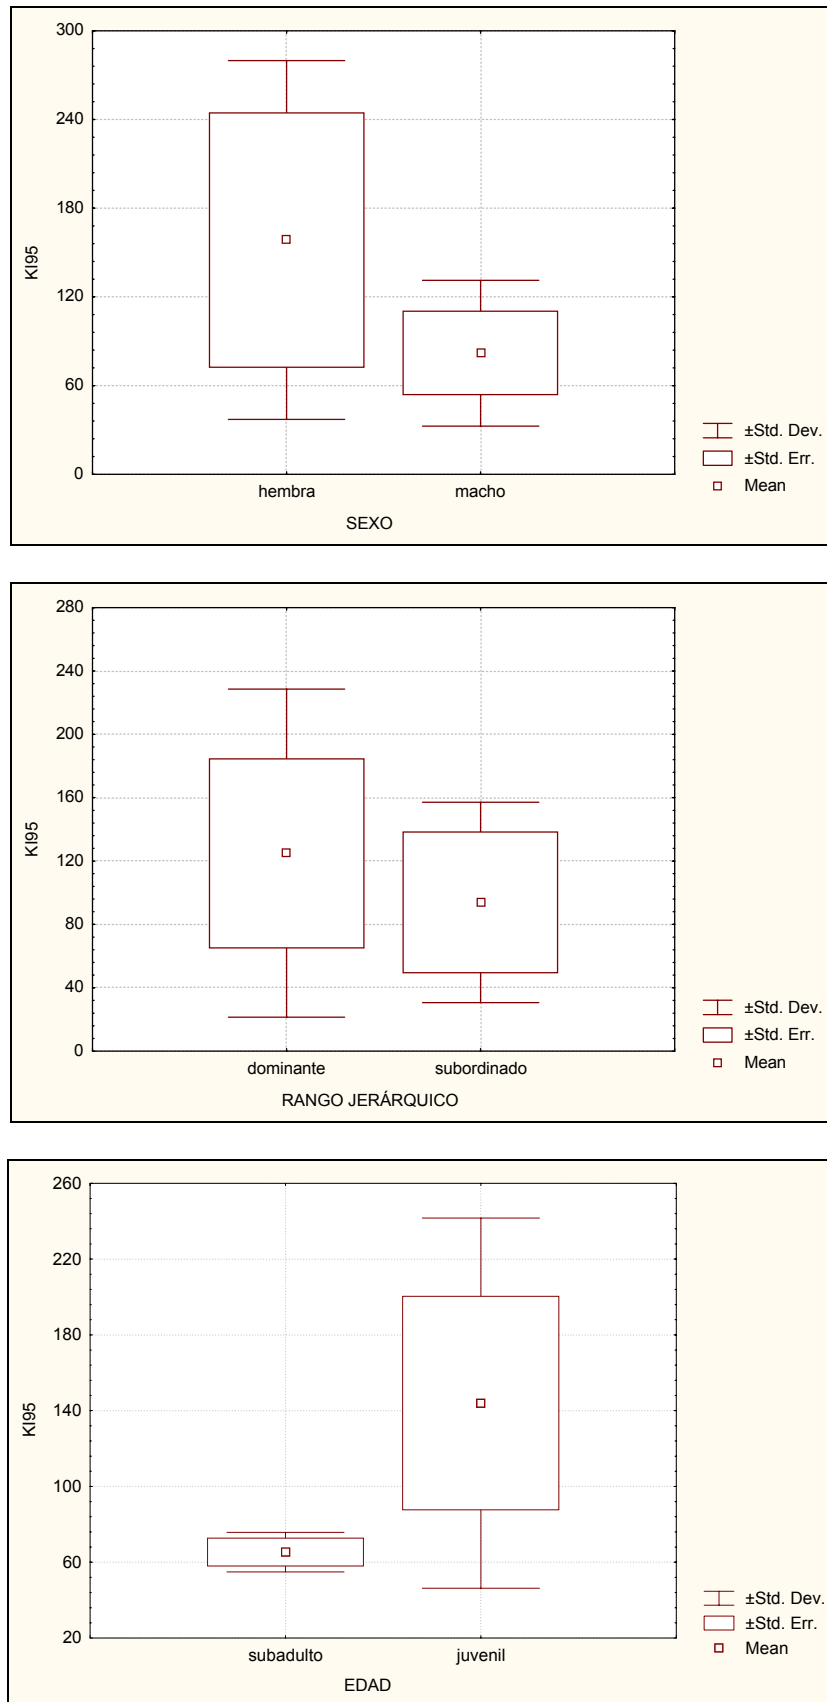 300
240
180
120
60
0
KI95
hembra macho
SEXO
±Std. Dev.
±Std. Err.
Mean
280
240
200
160
120
80
40
0
KI95
dominante subordinado
RANGO JERÁRQUICO
±Std. Dev.
±Std. Err.
Mean
260
220
180
140
100
60
20
KI95
subadulto juvenil
EDAD
±Std. Dev.
±Std. Err.
Mean